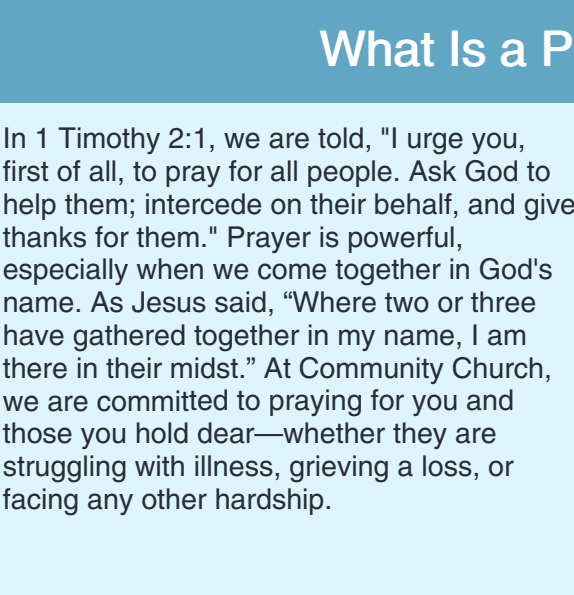 What Is a P
In 1 Timothy 2:1, we are told, "I urge you,
first of all, to pray for all people. Ask God to
help them; intercede on their behalf, and give
thanks for them." Prayer is powerful,
especially when we come together in God's
name. As Jesus said, “Where two or three
have gathered together in my name, I am
there in their midst.” At Community Church,
we are committed to praying for you and
those you hold dear—whether they are
struggling with illness, grieving a loss, or
facing any other hardship.